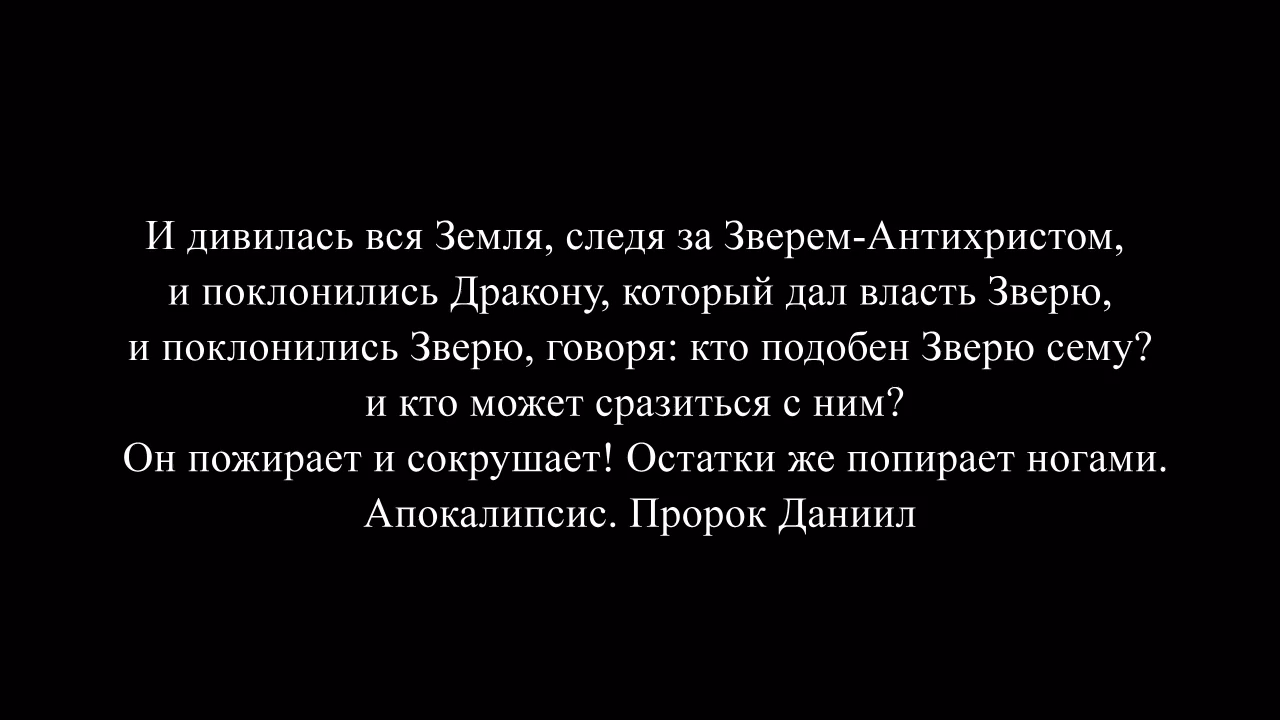 И дивилась вся Земля, следя за Зверем-Антихристом,
и поклонились Дракону, который дал власть Зверю,
и поклонились Зверю, говоря: кто подобен Зверю сему?
и кто может сразиться с ним?
Он пожирает и сокрушает! Остатки же попирает ногами.
Апокалипсис. Пророк Даниил